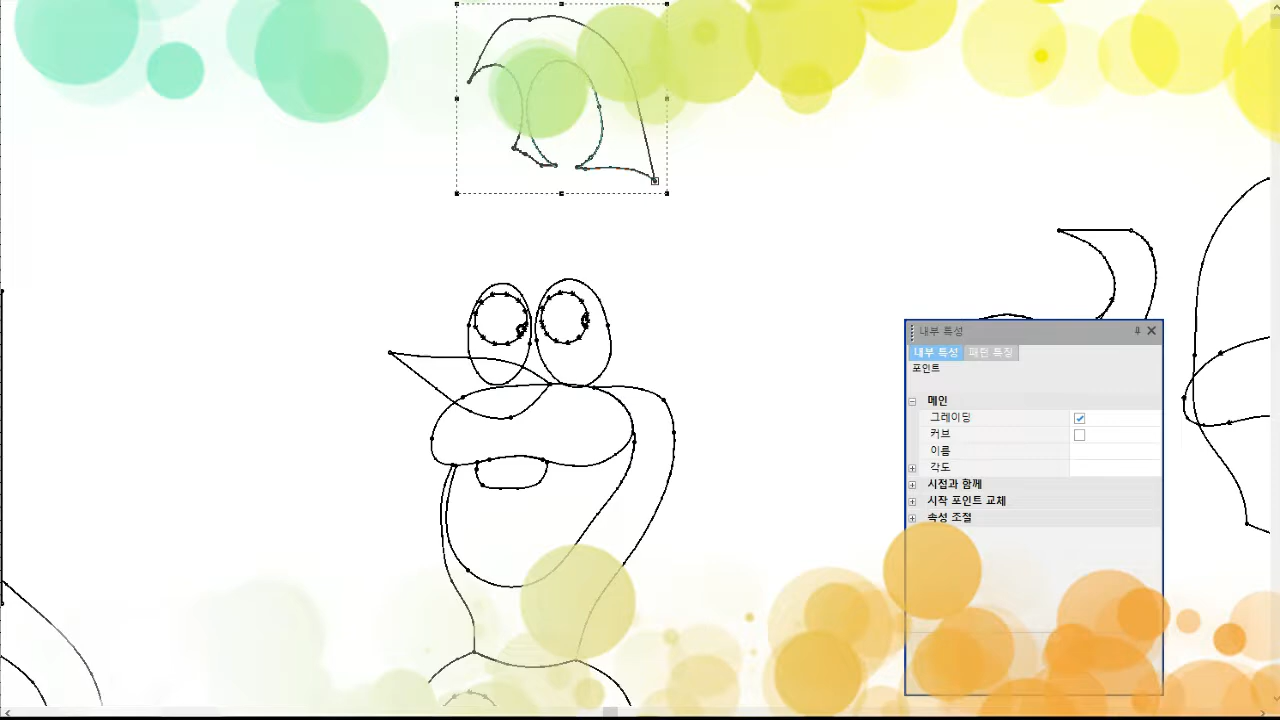 내부 특성
내부 특성 패턴 특징
포인트
메인
그레이딩
커브
이름
각도
시접과 함께
시작 포인트 교체
속성 조절